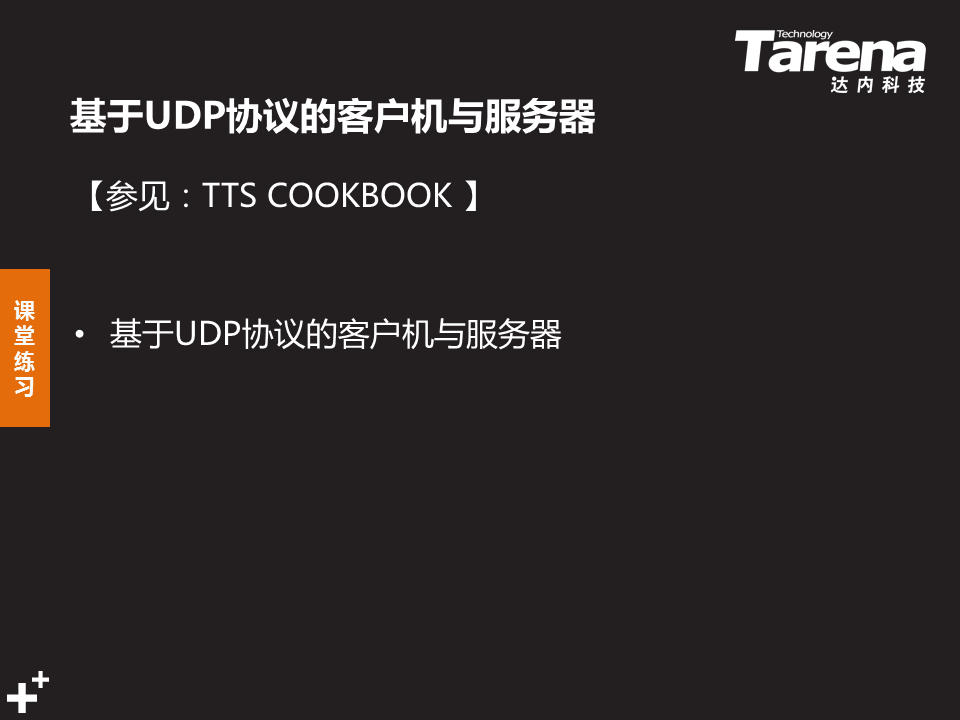 Technology
Tarena
达内科技
基于UDP协议的客户机与服务器
【参见：TTS COOKBOOK 】
课堂练习
• 基于UDP协议的客户机与服务器